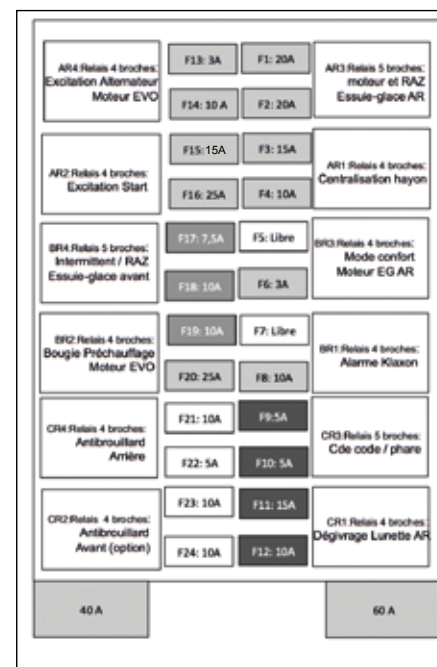 AR4:Relais 4 broches:
Excitation Alternateur
Moteur EVO
F13: 3A
F1: 20A
F14: 10 A
F2: 20A
AR3:Relais 5 broches:
moteur et RAZ
Essuie-glace AR
AR2:Relais 4 broches:
Excitation Start
F15:15A
F3: 15A
F16: 25A
F4: 10A
AR1:Relais 4 broches:
Centralisation hayon
BR4:Relais 5 broches:
Intermittent / RAZ
Essuie-glace avant
F17: 7,5A
F5: Libre
F18: 10A
F6: 3A
BR3:Relais 4 broches:
Mode confort
Moteur EG AR
BR2:Relais 4 broches:
Bougie Préchauffage
Moteur EVO
F19: 10A
F7: Libre
F20: 25A
F8: 10A
BR1:Relais 4 broches:
Alarme Klaxon
CR4:Relais 4 broches:
Antibrouillard
Arrière
F21: 10A
F9:5A
F22: 5A
F10: 5A
CR3:Relais 5 broches:
Cde code / phare
CR2:Relais 4 broches:
Antibrouillard
Avant (option)
F23: 10A
F11: 15A
F24: 10A
F12: 10A
CR1:Relais 4 broches:
Dégivrage Lunette AR
40 A
60 A